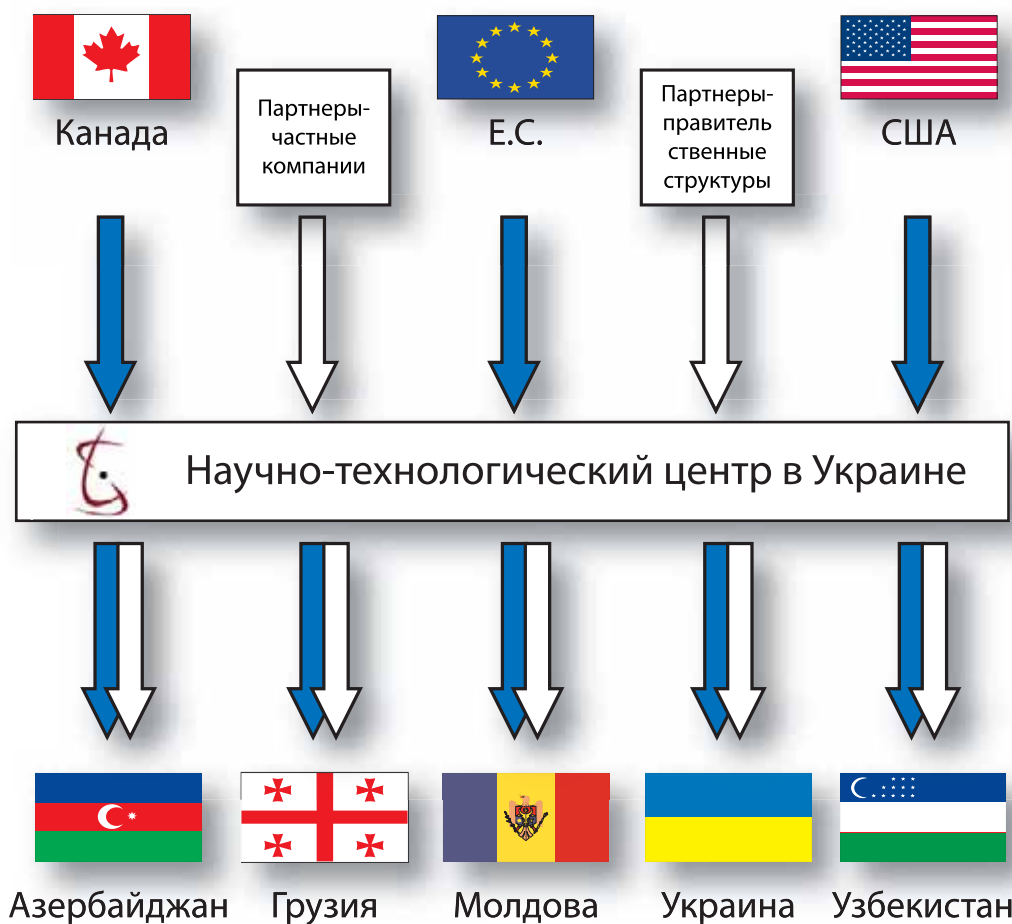 Канада
Партнеры-
частные
компании
Е.С.
Партнеры-
правитель
ственные
структуры
США
Научно-технологический центр в Украине
Азербайджан
Грузия
Молдова
Украина
Узбекистан